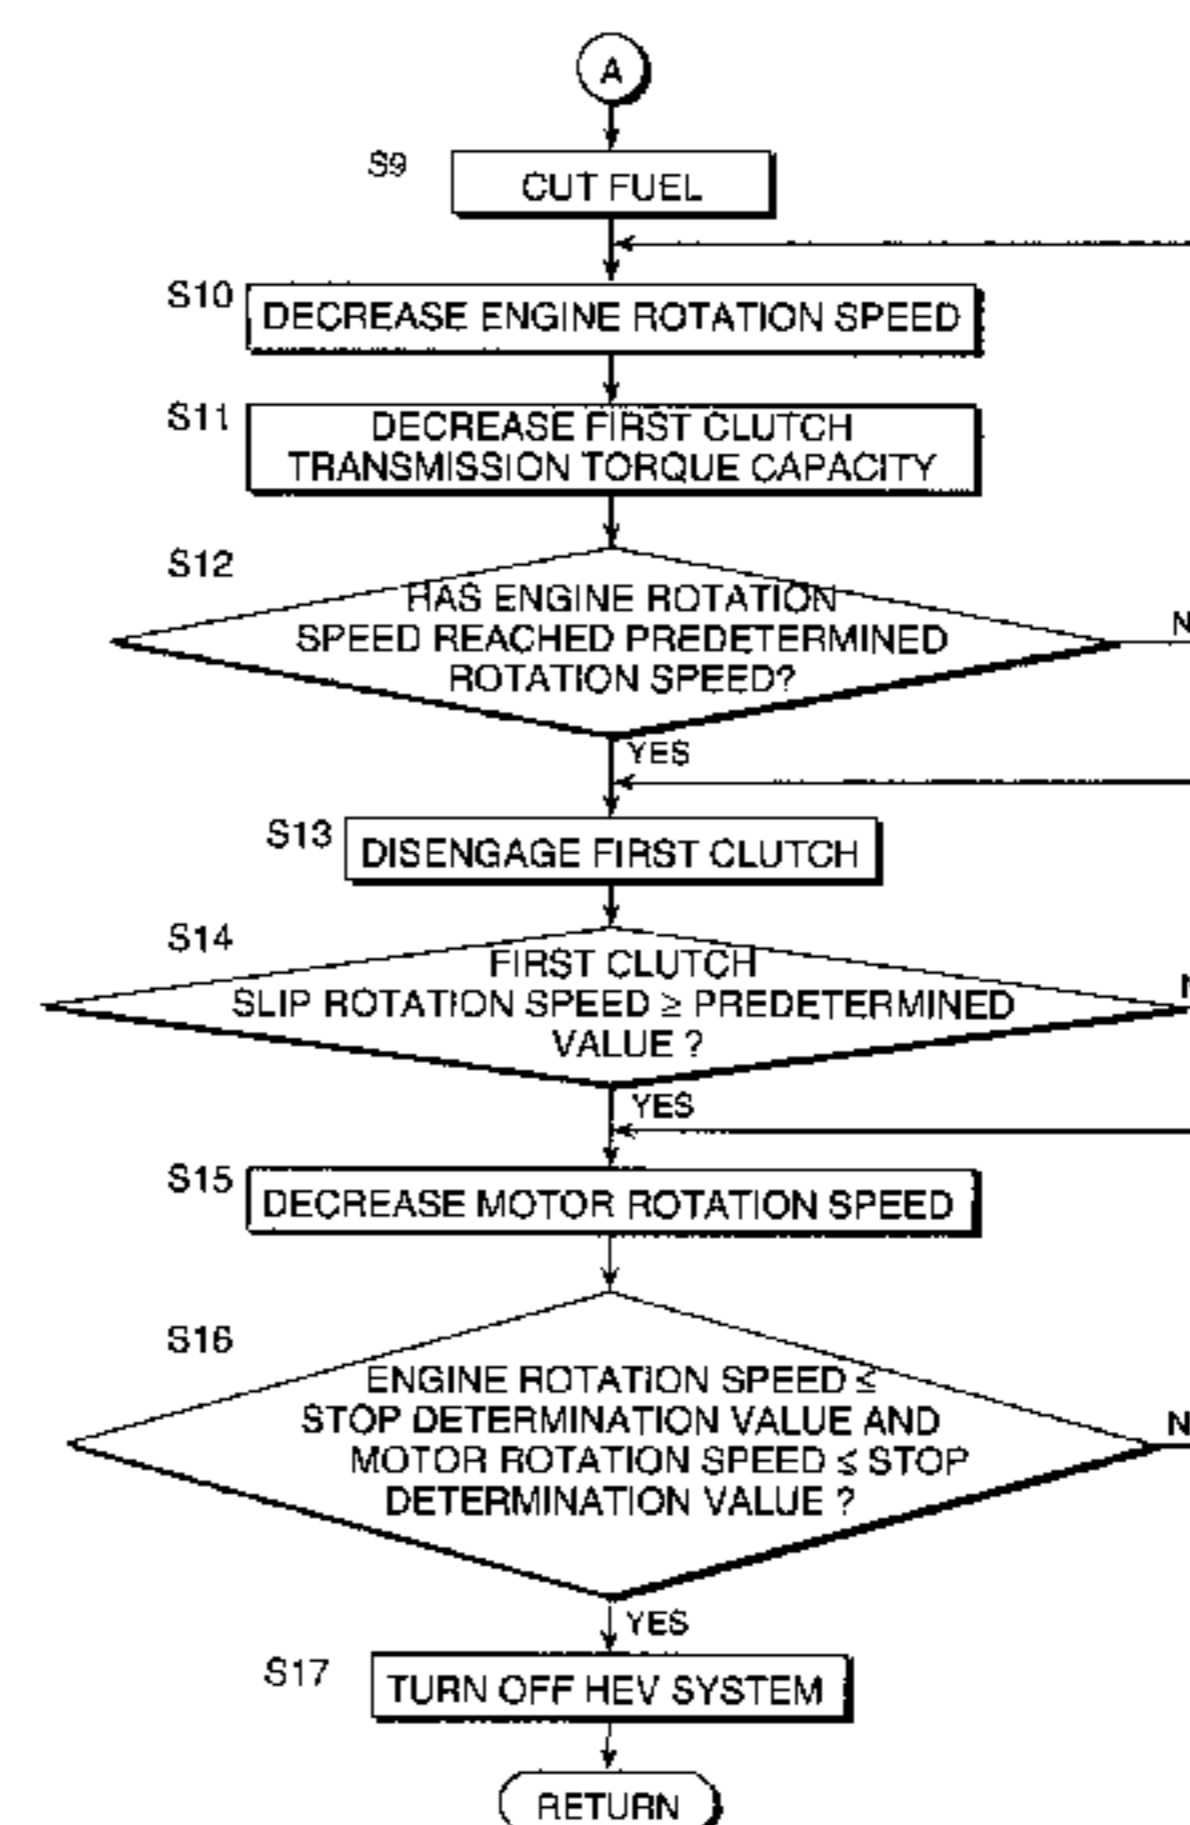 A
S9
CUT FUEL
S10
DECREASE ENGINE ROTATION SPEED
S11
DECREASE FIRST CLUTCH
TRANSMISSION TORQUE CAPACITY
S12
HAS ENGINE ROTATION
SPEED REACHED PREDETERMINED
ROTATION SPEED?
N
YES
S13
DISENGAGE FIRST CLUTCH
S14
FIRST CLUTCH
SLIP ROTATION SPEED ≥ PREDETERMINED
VALUE ?
N
YES
S15
DECREASE MOTOR ROTATION SPEED
S16
ENGINE ROTATION SPEED ≤
STOP DETERMINATION VALUE AND
MOTOR ROTATION SPEED ≤ STOP
DETERMINATION VALUE ?
N
YES
S17
TURN OFF HEV SYSTEM
RETURN